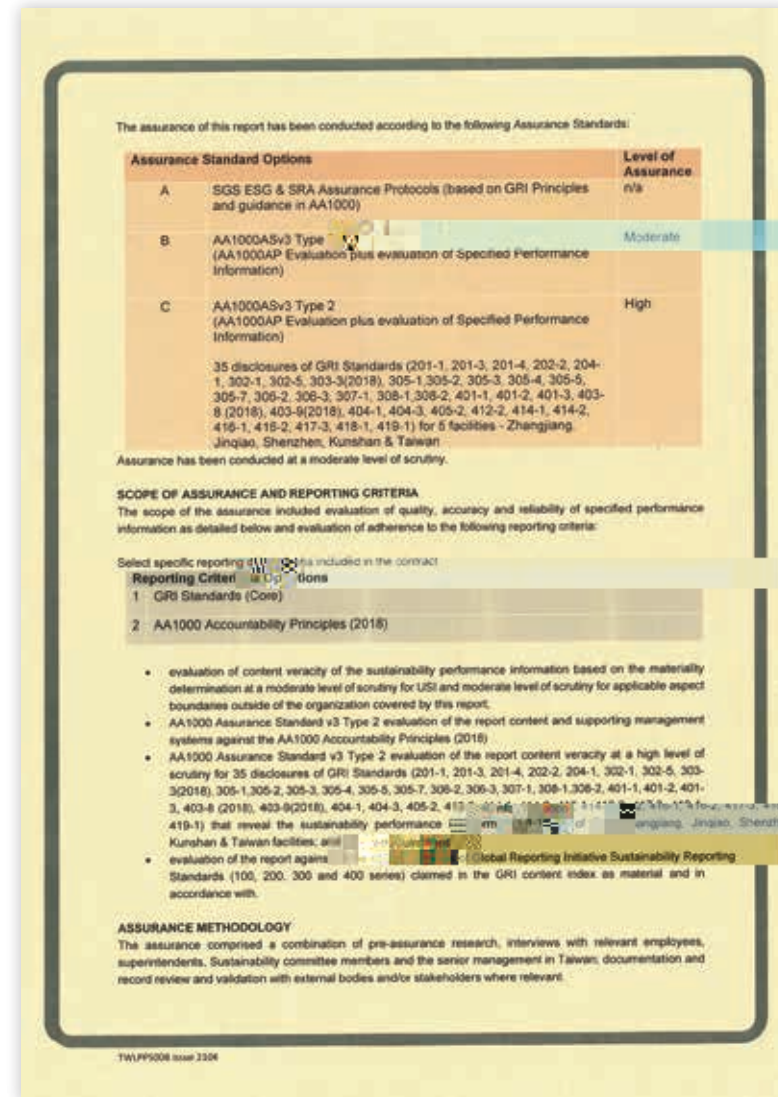 The assurance of this report has been conducted according to the following Assurance Standards:
Assurance Standard Options Level of Assurance
A SGS ESG & SRA Assurance Protocols (based on GRI Principles n/a
and guidance in AA1000)
B AA1000ASv3 Type Moderate
(AA1000AP Evaluation plus evaluation of Specified Performance
Information)
C AA1000ASv3 Type 2 High
(AA1000AP Evaluation plus evaluation of Specified Performance
Information)
35 disclosures of GRI Standards (201-1, 201-3, 201-4, 202-2, 204-
1, 302-1, 302-5, 303-3(2018), 305-1,305-2, 305-3, 305-4, 305-5,
305-7, 306-2, 306-3, 307-1, 308-1,308-2, 401-1, 401-2, 401-3, 403-
8 (2018), 403-9(2018), 404-1, 404-3, 405-2, 412-2, 414-1, 414-2,
416-1, 416-2, 417-3, 418-1, 419-1) for 5 facilities - Zhangjiang,
Jinqiao, Shenzhen, Kunshan & Taiwan
Assurance has been conducted at a moderate level of scrutiny.
SCOPE OF ASSURANCE AND REPORTING CRITERIA
The scope of the assurance included evaluation of quality, accuracy and reliability of specified performance
information as detailed below and evaluation of adherence to the following reporting criteria:
Select specific reporting included in the contract
Reporting Criteria Options
1 GRI Standards (Core)
2 AA1000 Accountability Principles (2018)
• evaluation of content veracity of the sustainability performance information based on the materiality
determination at a moderate level of scrutiny for USI and moderate level of scrutiny for applicable aspect
boundaries outside of the organization covered by this report;
• AA1000 Assurance Standard v3 Type 2 evaluation of the report content and supporting management
systems against the AA1000 Accountability Principles (2018)
• AA1000 Assurance Standard v3 Type 2 evaluation of the report content veracity at a high level of
scrutiny for 35 disclosures of GRI Standards (201-1, 201-3, 201-4, 202-2, 204-1, 302-1, 302-5, 303-
3(2018), 305-1,305-2, 305-3, 305-4, 305-5, 305-7, 306-2, 306-3, 307-1, 308-1,308-2, 401-1, 401-2, 401-
3, 403-8 (2018), 403-9(2018), 404-1, 404-3, 405-2,
419-1) that reveal the sustainability performance of Jinqiao,
Kunshan & Taiwan facilities; and
• evaluation of the report Global Reporting Initiative Sustainability Reporting
Standards (100, 200, 300 and 400 series) claimed in the GRI content index as material and in
accordance with.
ASSURANCE METHODOLOGY
The assurance comprised a combination of pre-assurance research, interviews with relevant employees,
superintendents, Sustainability committee members and the senior management in Taiwan; documentation and
record review and validation with external bodies and/or stakeholders where relevant.
TWLPP5008 Issue 2104